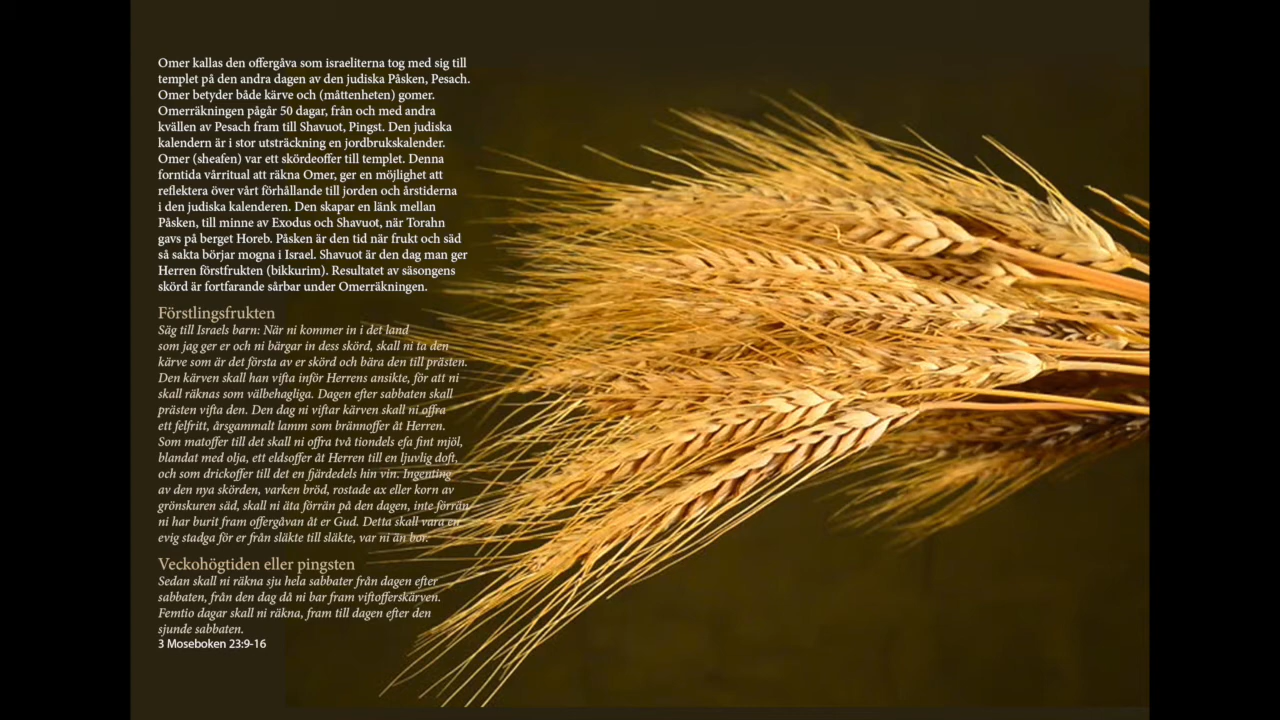 Omer kallas den offergåva som israeliterna tog med sig till
templet på den andra dagen av den judiska Påsken, Pesach.
Omer betyder både kärve och (måttenheten) gomer.
Omerräkningen pågår 50 dagar, från och med andra
kvällen av Pesach fram till Shavuot, Pingst. Den judiska
kalendern är i stor utsträckning en jordbrukskalender.
Omer (sheafen) var ett skördeoffer till templet. Denna
forntida vårritual att räkna Omer, ger en möjlighet att
reflektera över vårt förhållande till jorden och årstiderna
i den judiska kalenderen. Den skapar en länk mellan
Påsken, till minne av Exodus och Shavuot, när Torahn
gavs på berget Horeb. Påsken är den tid när frukt och säd
så sakta börjar mogna i Israel. Shavuot är den dag man ger
Herren förstfrukten (bikkurim). Resultatet av säsongens
skörd är fortfarande sårbar under Omerräkningen.
Förstlingsfrukten
Säg till Israels barn: När ni kommer in i det land
som jag ger er och ni bärgar in dess skörd, skall ni ta den
kärve som är det första av er skörd och bära den till prästen.
Den kärven skall han vifta inför Herrens ansikte, för att ni
skall räknas som välbehagliga. Dagen efter sabbaten skall
prästen vifta den. Den dag ni viftar kärven skall ni offra
ett felfritt, årsgammalt lamm som brännoffer åt Herren.
Som matoffer till det skall ni offra två tiondels efa fint mjöl,
blandat med olja, ett eldsoffer åt Herren till en ljuvlig doft,
och som drickoffer till det en fjärdedels hin vin. Ingenting
av den nya skörden, varken bröd, rostade ax eller korn av
grönskuren säd, skall ni äta förrän på den dagen, inte förrän
ni har burit fram offergåvan åt er Gud. Detta skall vara en
evig stadga för er från släkte till släkte, var ni än bor.
Veckohögtiden eller pingsten
Sedan skall ni räkna sju hela sabbater från dagen efter
sabbaten, från den dag då ni bar fram viftofferskärven.
Femtio dagar skall ni räkna, fram till dagen efter den
sjunde sabbaten.
3 Moseboken 23:9-16